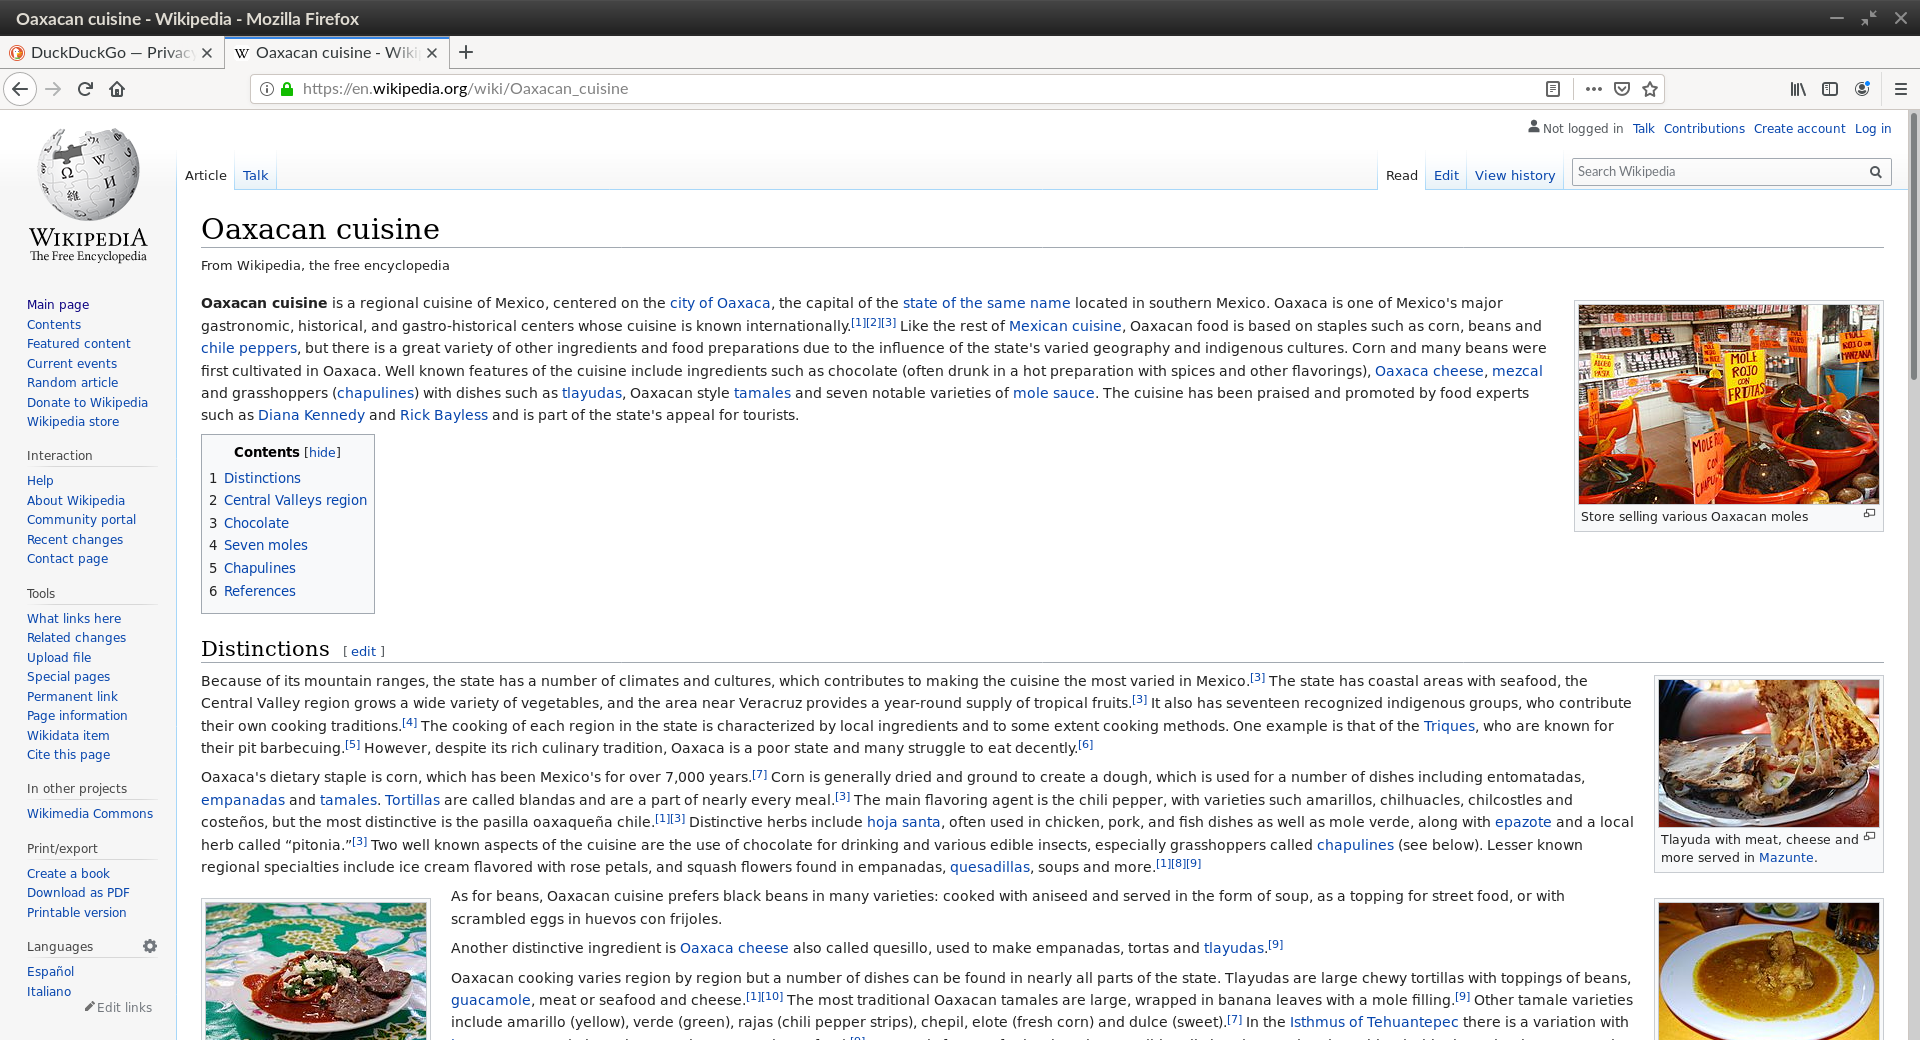 Oaxacan cuisine - Wikipedia - Mozilla Firefox
DuckDuckGo — Privac
Oaxacan cuisine - Wiki
https://en.wikipedia.org/wiki/Oaxacan_cuisine
Not logged in Talk Contributions Create account Log in
Article Talk
Read Edit View history
Search Wikipedia
WIKIPEDIA
The Free Encyclopedia
Main page
Contents
Featured content
Current events
Random article
Donate to Wikipedia
Wikipedia store
Interaction
Help
About Wikipedia
Community portal
Recent changes
Contact page
Tools
What links here
Related changes
Upload file
Special pages
Permanent link
Page information
Wikidata item
Cite this page
In other projects
Wikimedia Commons
Print/export
Create a book
Download as PDF
Printable version
Languages
Español
Italiano
Edit links
Oaxacan cuisine
From Wikipedia, the free encyclopedia
Oaxacan cuisine is a regional cuisine of Mexico, centered on the city of Oaxaca, the capital of the state of the same name located in southern Mexico. Oaxaca is one of Mexico's major
gastronomic, historical, and gastro-historical centers whose cuisine is known internationally.[1][2][3] Like the rest of Mexican cuisine, Oaxacan food is based on staples such as corn, beans and
chile peppers, but there is a great variety of other ingredients and food preparations due to the influence of the state's varied geography and indigenous cultures. Corn and many beans were
first cultivated in Oaxaca. Well known features of the cuisine include ingredients such as chocolate (often drunk in a hot preparation with spices and other flavorings), Oaxaca cheese, mezcal
and grasshoppers (chapulines) with dishes such as tlayudas, Oaxacan style tamales and seven notable varieties of mole sauce. The cuisine has been praised and promoted by food experts
such as Diana Kennedy and Rick Bayless and is part of the state's appeal for tourists.
MOLE
ROJO
CON
FRUTAS
MOLE
CON
Store selling various Oaxacan moles
Contents [hide]
1 Distinctions
2 Central Valleys region
3 Chocolate
4 Seven moles
5 Chapulines
6 References
Distinctions [ edit ]
Because of its mountain ranges, the state has a number of climates and cultures, which contributes to making the cuisine the most varied in Mexico.[3] The state has coastal areas with seafood, the
Central Valley region grows a wide variety of vegetables, and the area near Veracruz provides a year-round supply of tropical fruits.[3] It also has seventeen recognized indigenous groups, who contribute
their own cooking traditions.[4] The cooking of each region in the state is characterized by local ingredients and to some extent cooking methods. One example is that of the Triques, who are known for
their pit barbecuing.[5] However, despite its rich culinary tradition, Oaxaca is a poor state and many struggle to eat decently.[6]
Oaxaca's dietary staple is corn, which has been Mexico's for over 7,000 years.[7] Corn is generally dried and ground to create a dough, which is used for a number of dishes including entomatadas,
empanadas and tamales. Tortillas are called blandas and are a part of nearly every meal.[3] The main flavoring agent is the chili pepper, with varieties such amarillos, chilhuacles, chilcostles and
costeños, but the most distinctive is the pasilla oaxaqueña chile.[1][3] Distinctive herbs include hoja santa, often used in chicken, pork, and fish dishes as well as mole verde, along with epazote and a local
herb called “pitonia.”[3] Two well known aspects of the cuisine are the use of chocolate for drinking and various edible insects, especially grasshoppers called chapulines (see below). Lesser known
regional specialties include ice cream flavored with rose petals, and squash flowers found in empanadas, quesadillas, soups and more.[1][8][9]
Tlayuda with meat, cheese and
more served in Mazunte.
As for beans, Oaxacan cuisine prefers black beans in many varieties: cooked with aniseed and served in the form of soup, as a topping for street food, or with
scrambled eggs in huevos con frijoles.
Another distinctive ingredient is Oaxaca cheese also called quesillo, used to make empanadas, tortas and tlayudas.[9]
Oaxacan cooking varies region by region but a number of dishes can be found in nearly all parts of the state. Tlayudas are large chewy tortillas with toppings of beans,
guacamole, meat or seafood and cheese.[1][10] The most traditional Oaxacan tamales are large, wrapped in banana leaves with a mole filling.[9] Other tamale varieties
include amarillo (yellow), verde (green), rajas (chili pepper strips), chepil, elote (fresh corn) and dulce (sweet).[7] In the Isthmus of Tehuantepec there is a variation with